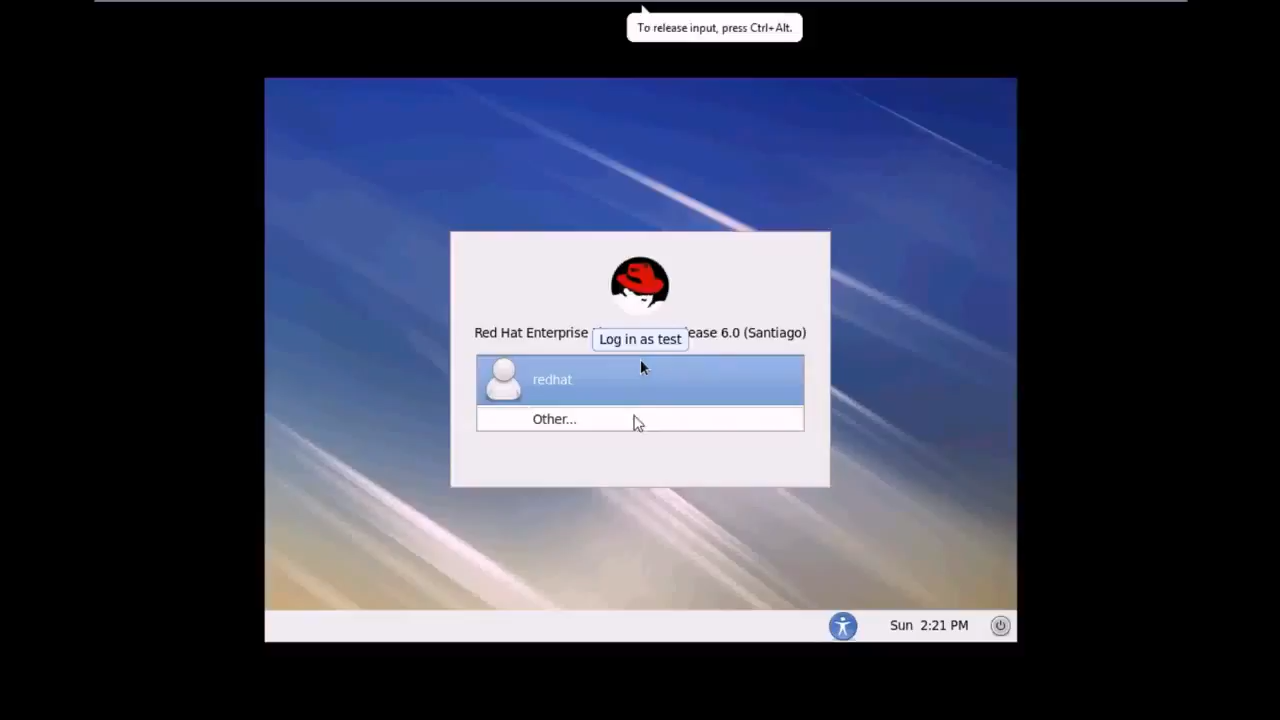 To release input, press Ctrl+Alt.
Red Hat Enterprise ease 6.0 (Santiago)
Log in as test
redhat
Other...
Sun 2:21 PM